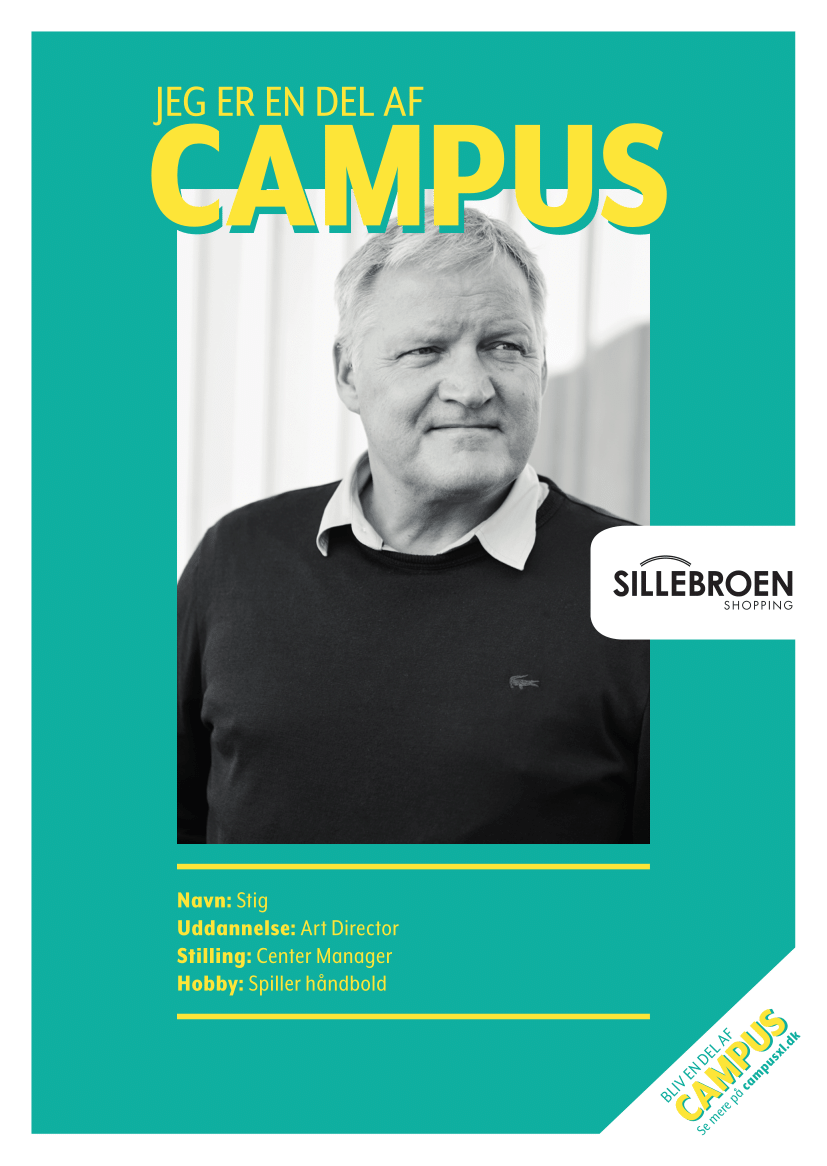 JEG ER EN DEL AF
CAMPUS
SILLEBROEN
SHOPPING
Navn: Stig
Uddannelse: Art Director
Stilling: Center Manager
Hobby: Spiller håndbold
BLIV EN DEL AF
CAMPUS
Se mere på campusxl.dk